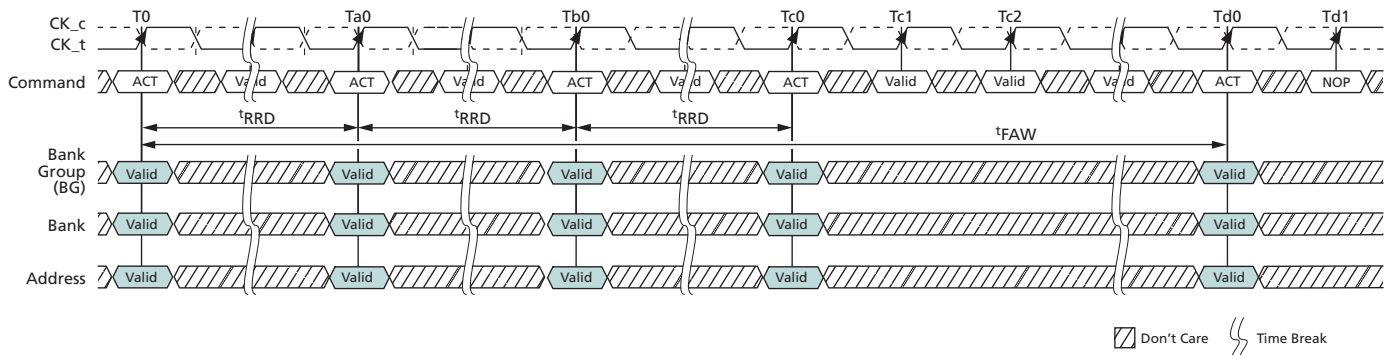 T0 Ta0 Tb0 Tc0 Tc1 Tc2 Td0 Td1
CK_c
CK_t
Command ACT Valid ACT Valid ACT Valid ACT Valid Valid Valid ACT NOP
tRRD tRRD tRRD
tFAW
Bank
Group
(BG)
Valid Valid Valid Valid Valid
Bank Valid Valid Valid Valid Valid
Address Valid Valid Valid Valid Valid
Don't Care Time Break